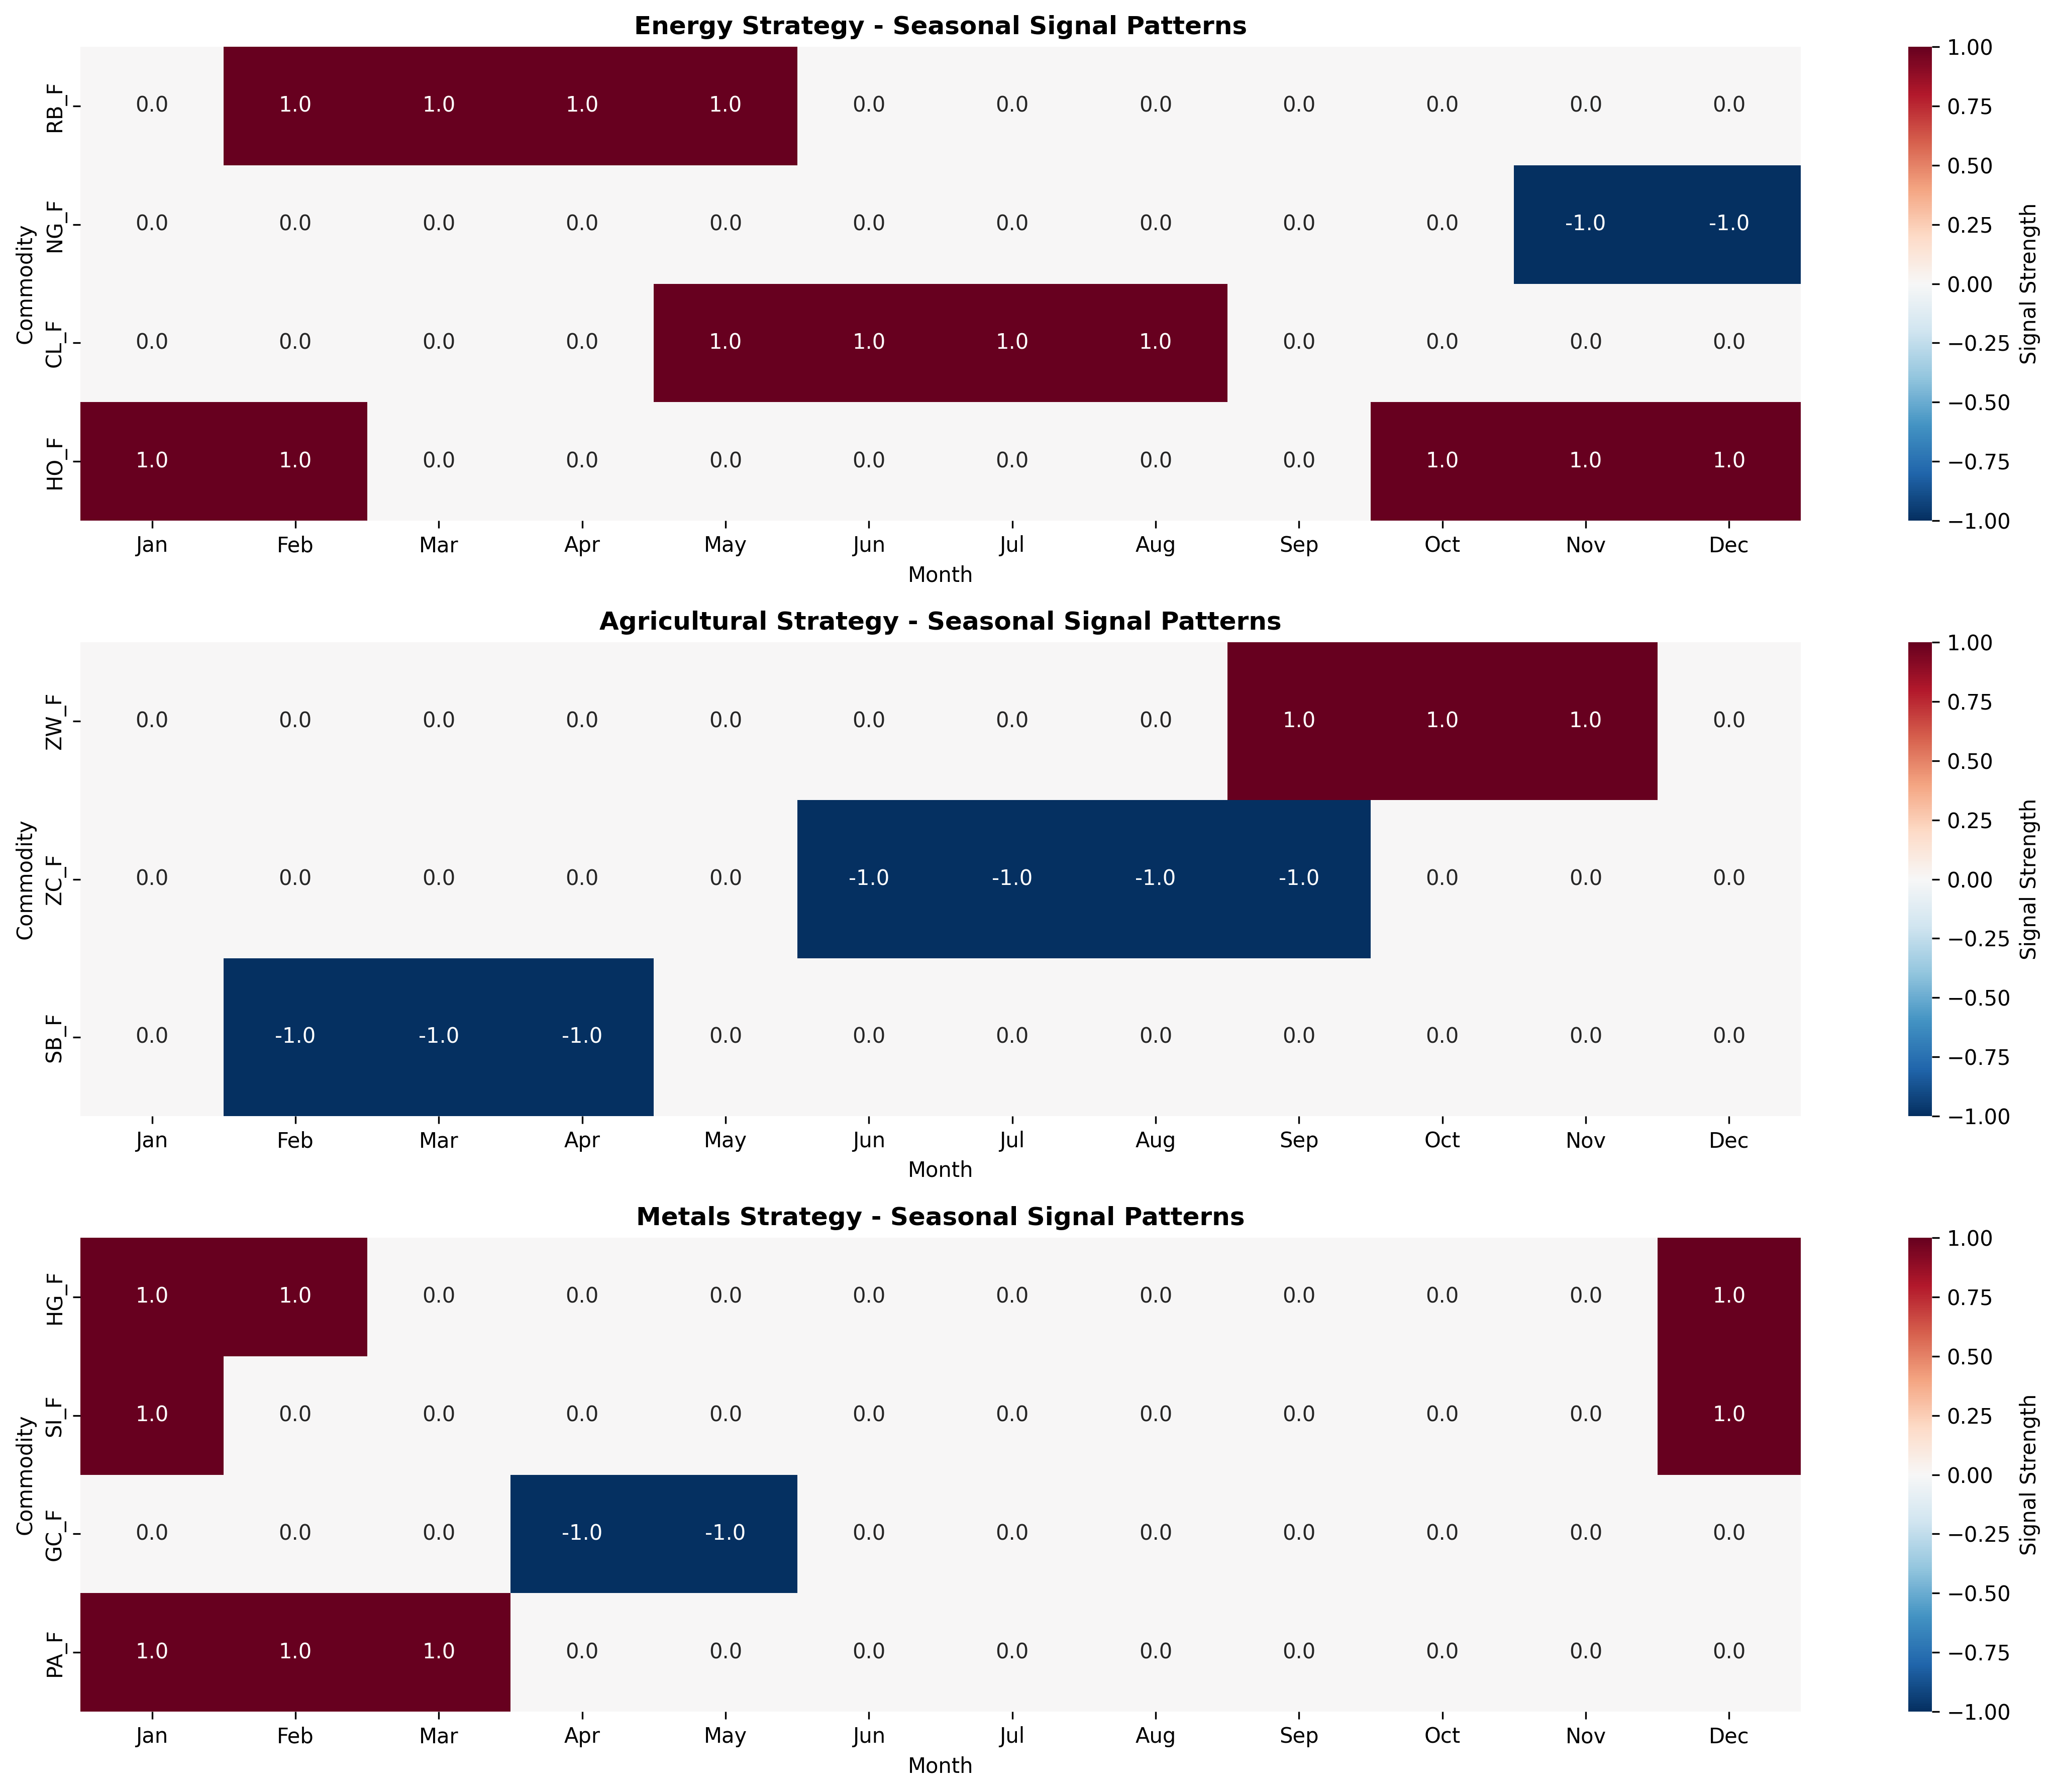 Energy Strategy - Seasonal Signal Patterns
Commodity
RB_F
0.0 1.0 1.0 1.0 1.0 0.0 0.0 0.0 0.0 0.0 0.0 0.0
NG_F
0.0 0.0 0.0 0.0 0.0 0.0 0.0 0.0 0.0 0.0 -1.0 -1.0
CL_F
0.0 0.0 0.0 0.0 1.0 1.0 1.0 1.0 0.0 0.0 0.0 0.0
HO_F
1.0 1.0 0.0 0.0 0.0 0.0 0.0 0.0 0.0 1.0 1.0 1.0
Jan Feb Mar Apr May Jun Jul Aug Sep Oct Nov Dec
Month
1.00
0.75
0.50
0.25
0.00
−0.25
−0.50
−0.75
−1.00
Signal Strength
Agricultural Strategy - Seasonal Signal Patterns
Commodity
ZW_F
0.0 0.0 0.0 0.0 0.0 0.0 0.0 0.0 1.0 1.0 1.0 0.0
ZC_F
0.0 0.0 0.0 0.0 0.0 -1.0 -1.0 -1.0 -1.0 0.0 0.0 0.0
SB_F
0.0 -1.0 -1.0 -1.0 0.0 0.0 0.0 0.0 0.0 0.0 0.0 0.0
Jan Feb Mar Apr May Jun Jul Aug Sep Oct Nov Dec
Month
1.00
0.75
0.50
0.25
0.00
−0.25
−0.50
−0.75
−1.00
Signal Strength
Metals Strategy - Seasonal Signal Patterns
Commodity
HG_F
1.0 1.0 0.0 0.0 0.0 0.0 0.0 0.0 0.0 0.0 0.0 1.0
SI_F
1.0 0.0 0.0 0.0 0.0 0.0 0.0 0.0 0.0 0.0 0.0 1.0
GC_F
0.0 0.0 0.0 -1.0 -1.0 0.0 0.0 0.0 0.0 0.0 0.0 0.0
PA_F
1.0 1.0 1.0 0.0 0.0 0.0 0.0 0.0 0.0 0.0 0.0 0.0
Jan Feb Mar Apr May Jun Jul Aug Sep Oct Nov Dec
Month
1.00
0.75
0.50
0.25
0.00
−0.25
−0.50
−0.75
−1.00
Signal Strength